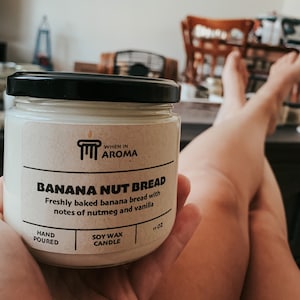 WHEN IN
AROMA
BANANA NUT BREAD
Freshly baked banana bread with
notes of nutmeg and vanilla
HAND
POURED
SOY WAX
CANDLE
OZ